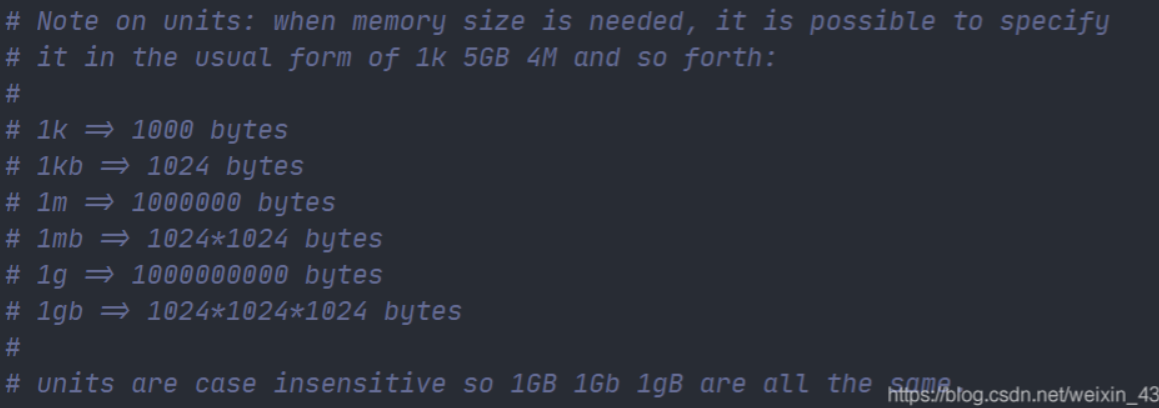 # Note on units: when memory size is needed, it is possible to specify
# it in the usual form of 1k 5GB 4M and so forth:
#
# 1k => 1000 bytes
# 1kb => 1024 bytes
# 1m => 1000000 bytes
# 1mb => 1024*1024 bytes
# 1g => 1000000000 bytes
# 1gb => 1024*1024*1024 bytes
#
# units are case insensitive so 1GB 1Gb 1gB are all the same.
https://blog.csdn.net/weixin_43